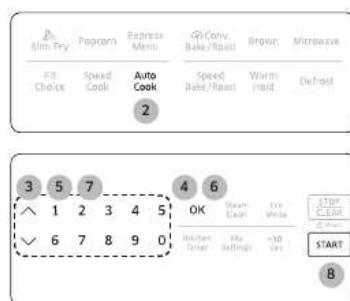 Slim Fry Popcorn Express Menu Conv. Bake/Roast Brown Microwave
Fit Choice Speed Cook Auto Cook Speed Bake/Roast Warm Hold Defrost
2
3 5 7 4 6
1 2 3 4 5 OK Steam Clean Eco Mode STOP CLEAR
6 7 8 9 0 Kitchen Timer My Settings +30 sec START
8